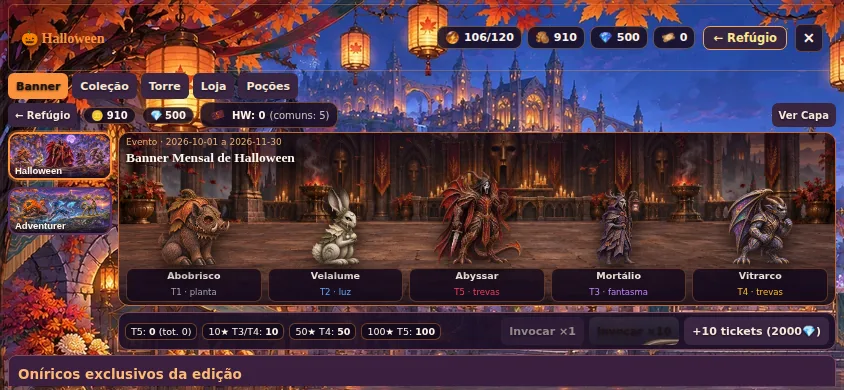 Halloween
106/120
910
500
0
← Refúgio
×
Banner
Coleção
Torre
Loja
Poções
← Refúgio
910
500
HW: 0 (comuns: 5)
Ver Capa
Halloween
Adventurer
Evento · 2026-10-01 a 2026-11-30
Banner Mensal de Halloween
Abobrisco
T1 · planta
Velalume
T2 · luz
Abyssar
T5 · trevas
Mortálio
T3 · fantasma
Vitrarco
T4 · trevas
T5: 0 (tot. 0)
10★ T3/T4: 10
50★ T4: 50
100★ T5: 100
Invocar ×1
Invocar ×10
+10 tickets (2000💎)
Oníricos exclusivos da edição